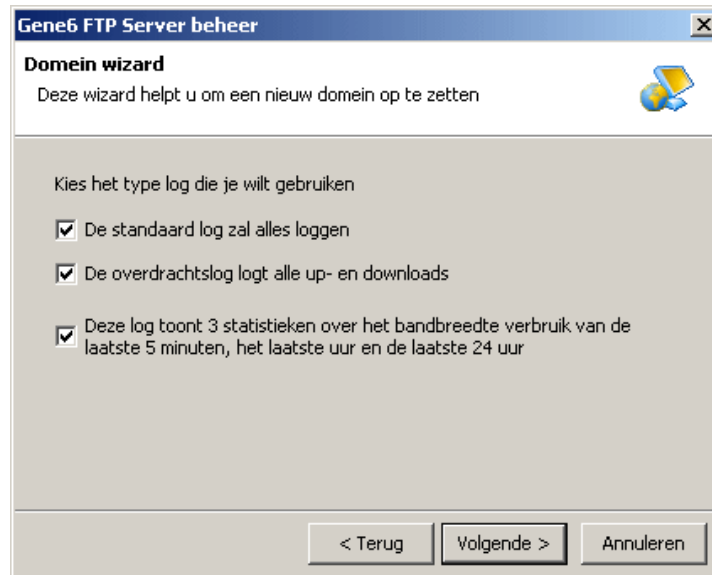 Gene6 FTP Server beheer
Domein wizard
Deze wizard helpt u om een nieuw domein op te zetten
Kies het type log die je wilt gebruiken
De standaard log zal alles loggen
De overdrachtslog logt alle up- en downloads
Deze log toont 3 statistieken over het bandbreedte verbruik van de
laatste 5 minuten, het laatste uur en de laatste 24 uur
< Terug
Volgende >
Annuleren